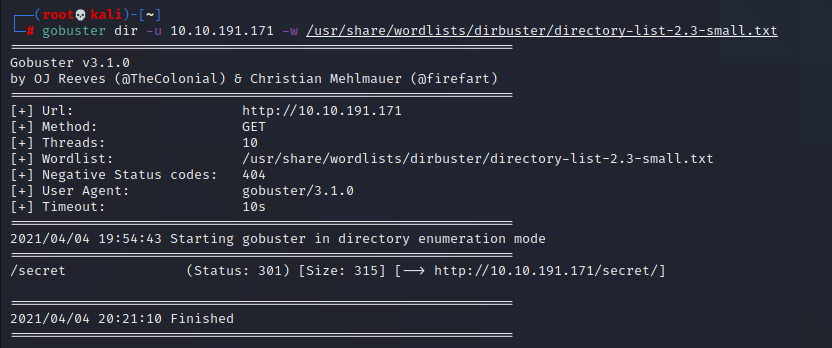 ┌──(root💀kali)-[~]
└─# gobuster dir -u 10.10.191.171 -w /usr/share/wordlists/dirbuster/directory-list-2.3-small.txt
===============================================================
Gobuster v3.1.0
by OJ Reeves (@TheColonial) & Christian Mehlmauer (@firefart)
===============================================================
[+] Url:                     http://10.10.191.171
[+] Method:                  GET
[+] Threads:                 10
[+] Wordlist:                /usr/share/wordlists/dirbuster/directory-list-2.3-small.txt
[+] Negative Status codes:   404
[+] User Agent:              gobuster/3.1.0
[+] Timeout:                 10s
===============================================================
2021/04/04 19:54:43 Starting gobuster in directory enumeration mode
===============================================================
/secret               (Status: 301) [Size: 315] [--> http://10.10.191.171/secret/]
===============================================================
2021/04/04 20:21:10 Finished
===============================================================